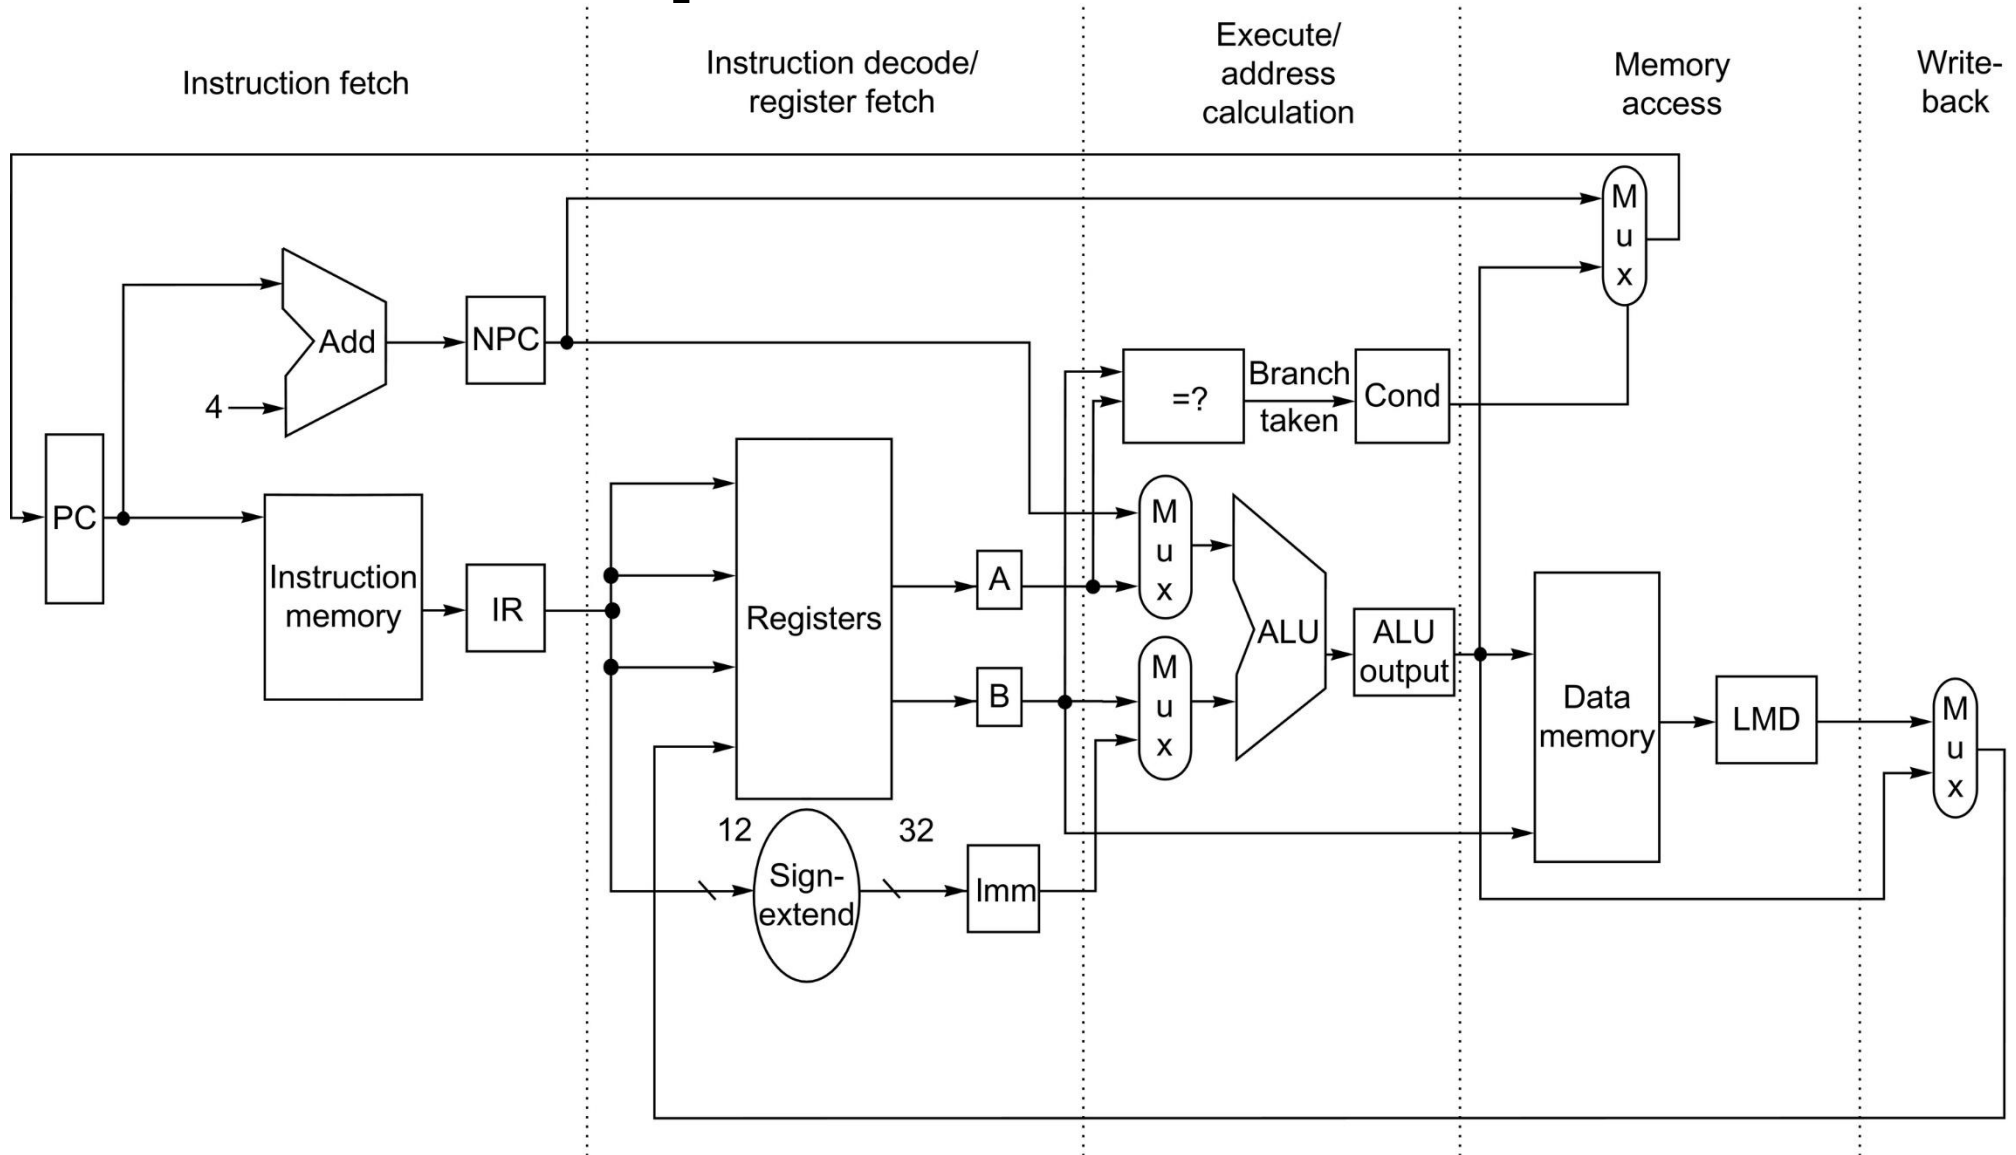 Instruction fetch
Instruction decode/
register fetch
Execute/
address
calculation
Memory
access
Write-
back
M
u
x
Add
NPC
4
=?
Branch
taken
Cond
PC
Instruction
memory
IR
Registers
A
B
M
u
x
M
u
x
ALU
ALU
output
Data
memory
LMD
M
u
x
12
32
Sign-
extend
Imm